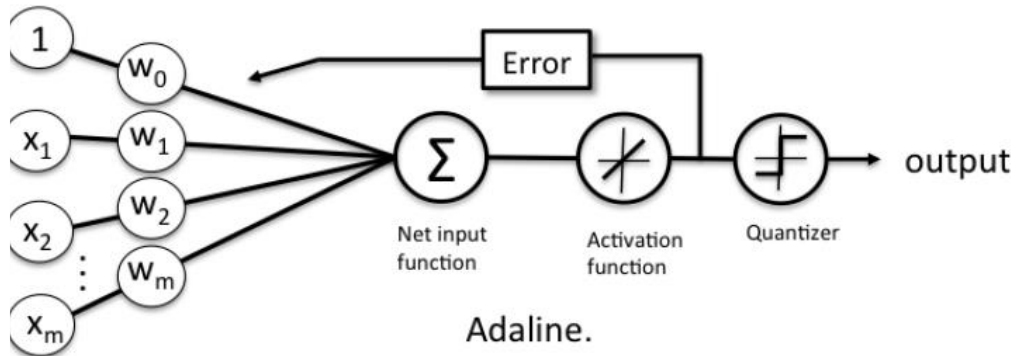 1
w0
Error
x1
w1
Σ
output
x2
w2
Net input
function
Activation
function
Quantizer
⋮
wm
xm
Adaline.